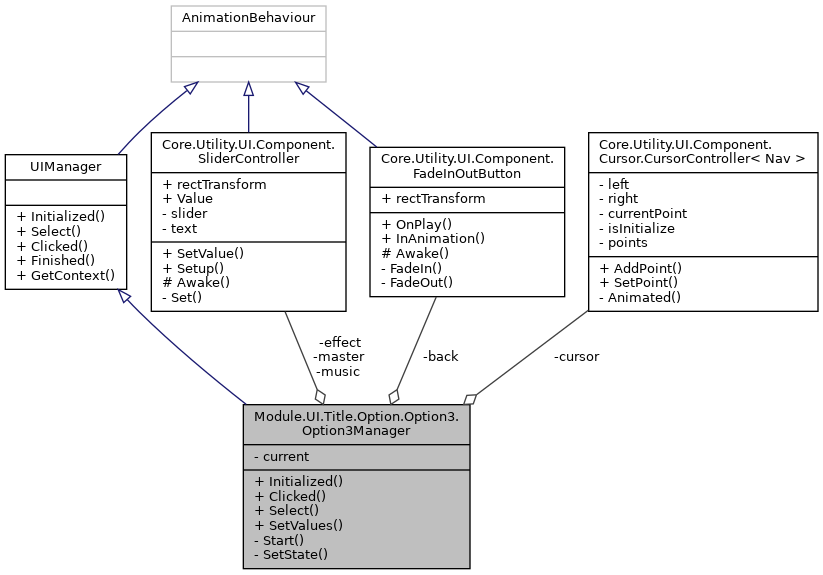 AnimationBehaviour
UIManager
+ Initialized()
+ Select()
+ Clicked()
+ Finished()
+ GetContext()
Core.Utility.UI.Component.
SliderController
+ rectTransform
+ Value
- slider
- text
+ SetValue()
+ Setup()
# Awake()
- Set()
Core.Utility.UI.Component.
FadeInOutButton
+ rectTransform
+ OnPlay()
+ InAnimation()
# Awake()
- FadeIn()
- FadeOut()
Core.Utility.UI.Component.
Cursor.CursorController< Nav >
- left
- right
- currentPoint
- isInitialize
- points
+ AddPoint()
+ SetPoint()
- Animated()
-effect
-master
-music
-back
-cursor
Module.UI.Title.Option.Option3.
Option3Manager
- current
+ Initialized()
+ Clicked()
+ Select()
+ SetValues()
- Start()
- SetState()